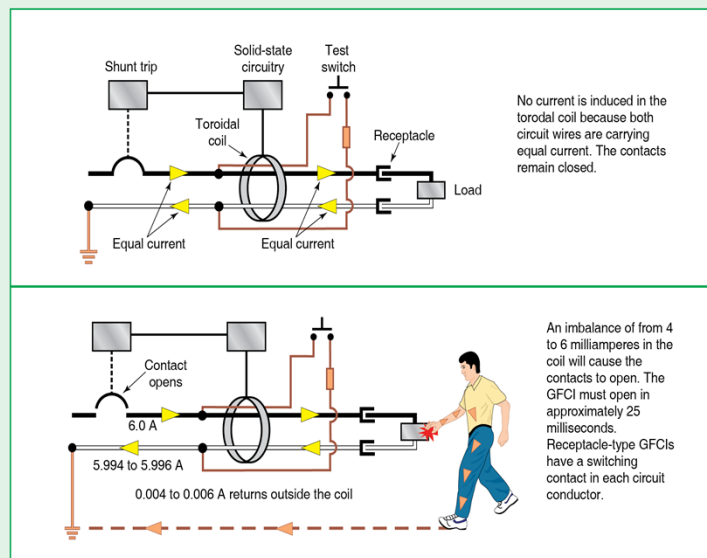 Shunt trip
Solid-state
circuitry
Test
switch
Toroidal
coil
Receptacle
Load
Equal current
Equal current
No current is induced in the
torodal coil because both
circuit wires are carrying
equal current. The contacts
remain closed.
Contact
opens
6.0 A
5.994 to 5.996 A
0.004 to 0.006 A returns outside the coil
An imbalance of from 4
to 6 milliamperes in the
coil will cause the
contacts to open. The
GFCI must open in
approximately 25
milliseconds.
Receptacle-type GFCIs
have a switching
contact in each circuit
conductor.